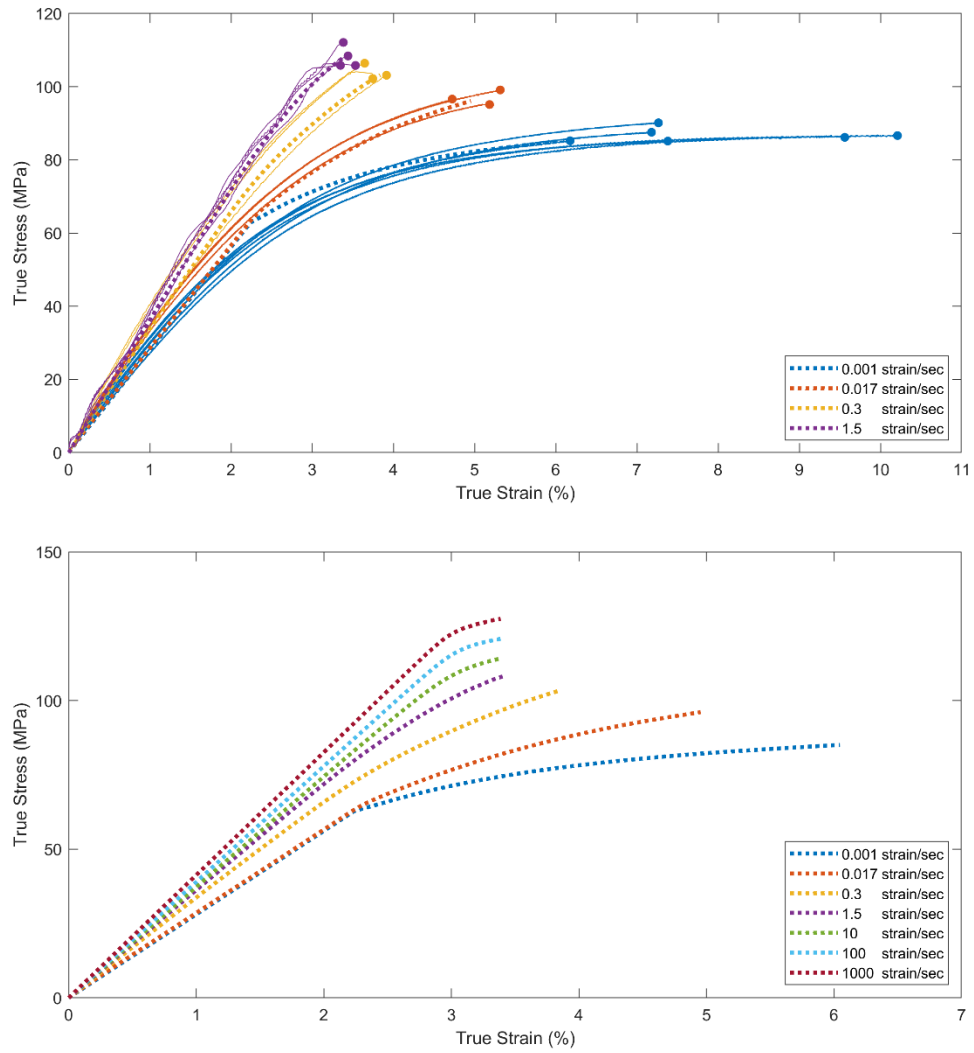 120
100
80
60
40
20
0
True Stress (MPa)
0.001 strain/sec
0.017 strain/sec
0.3 strain/sec
1.5 strain/sec
0 1 2 3 4 5 6 7 8 9 10 11
True Strain (%)
150
100
50
0
True Stress (MPa)
0.001 strain/sec
0.017 strain/sec
0.3 strain/sec
1.5 strain/sec
10 strain/sec
100 strain/sec
1000 strain/sec
0 1 2 3 4 5 6 7
True Strain (%)